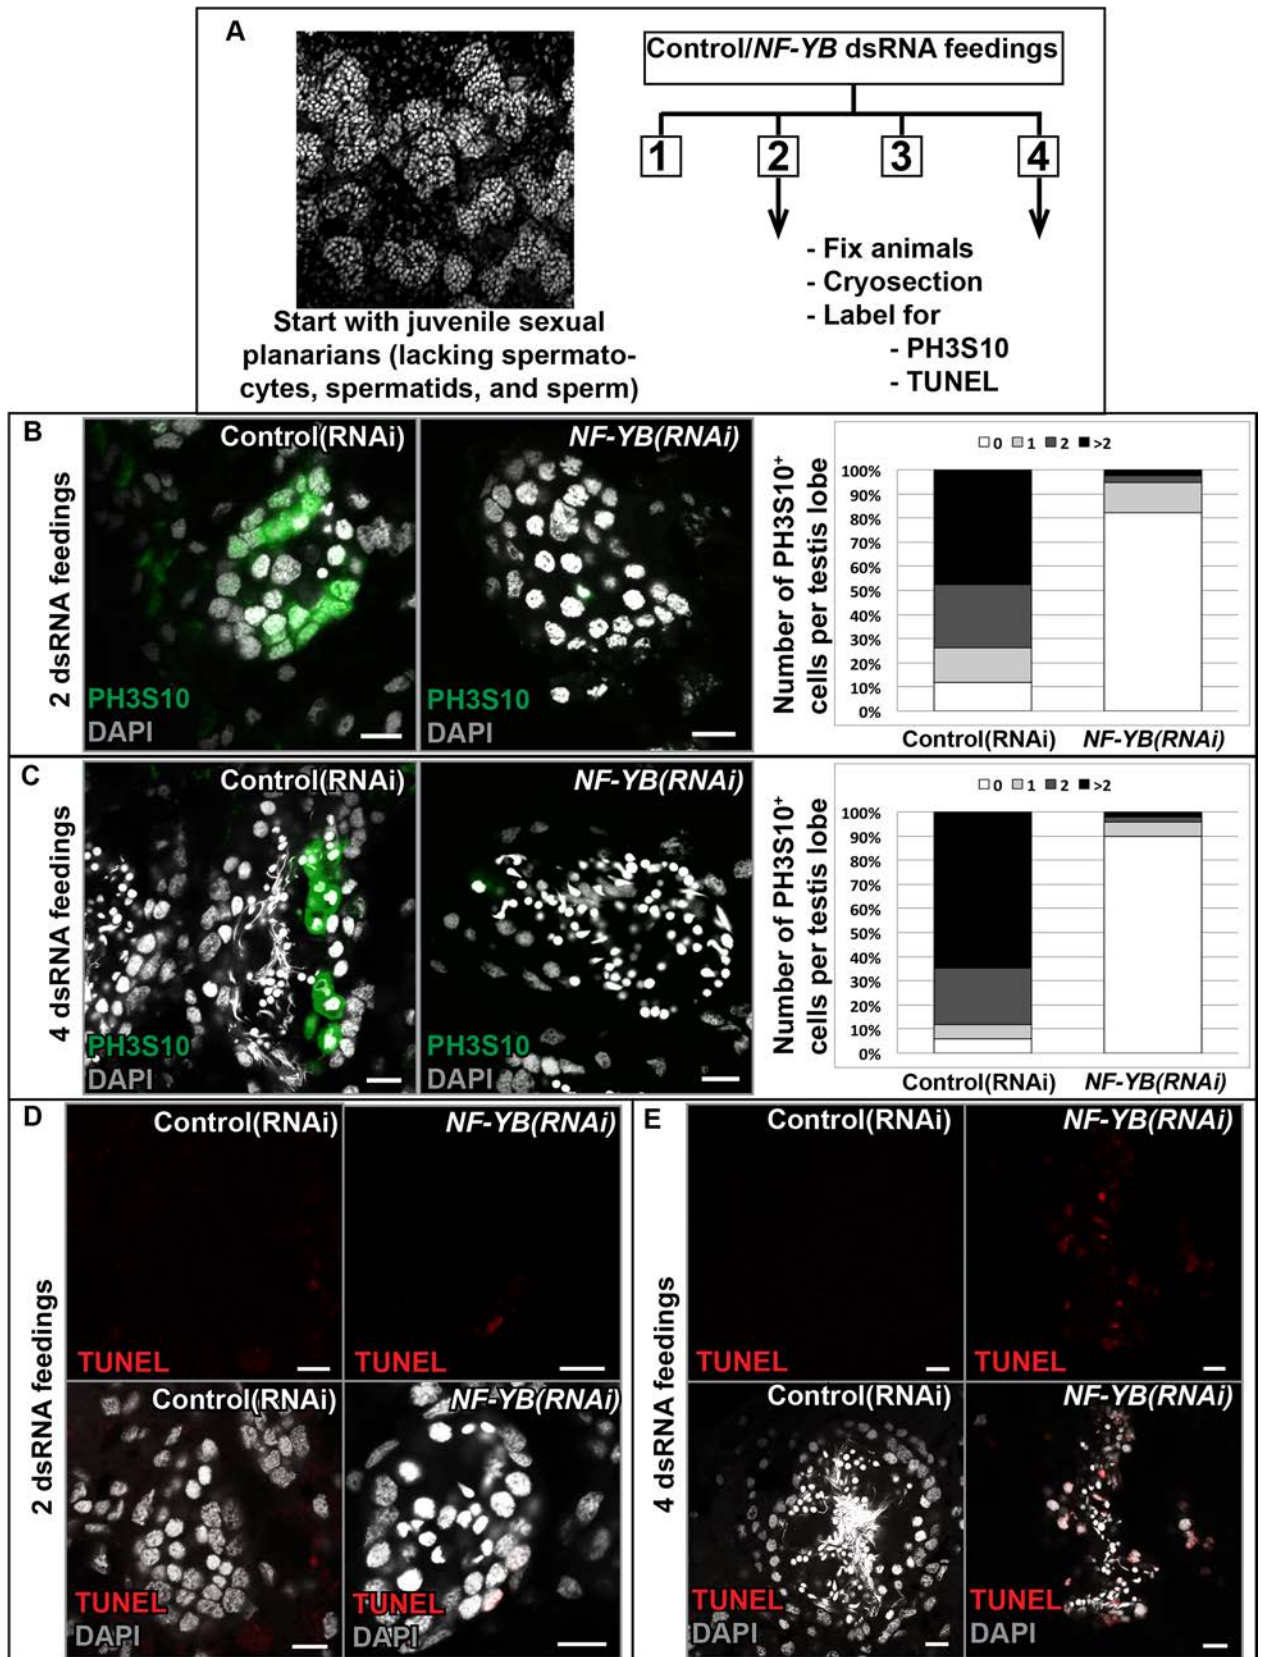 A
Control/NF-YB dsRNA feedings
1 2 3 4
Start with juvenile sexual
planarians (lacking spermato-
cytes, spermatids, and sperm)
- Fix animals
- Cryosection
- Label for
- PH3S10
- TUNEL
B
2 dsRNA feedings
Control(RNAi)
PH3S10
DAPI
NF-YB(RNAi)
PH3S10
DAPI
Number of PH3S10+
cells per testis lobe
0 1 2 >2
100%
90%
80%
70%
60%
50%
40%
30%
20%
10%
0%
Control(RNAi) NF-YB(RNAi)
C
4 dsRNA feedings
Control(RNAi)
PH3S10
DAPI
NF-YB(RNAi)
PH3S10
DAPI
Number of PH3S10+
cells per testis lobe
0 1 2 >2
100%
90%
80%
70%
60%
50%
40%
30%
20%
10%
0%
Control(RNAi) NF-YB(RNAi)
D
2 dsRNA feedings
Control(RNAi)
TUNEL
NF-YB(RNAi)
TUNEL
Control(RNAi)
TUNEL
DAPI
NF-YB(RNAi)
TUNEL
DAPI
E
4 dsRNA feedings
Control(RNAi)
TUNEL
NF-YB(RNAi)
TUNEL
Control(RNAi)
TUNEL
DAPI
NF-YB(RNAi)
TUNEL
DAPI